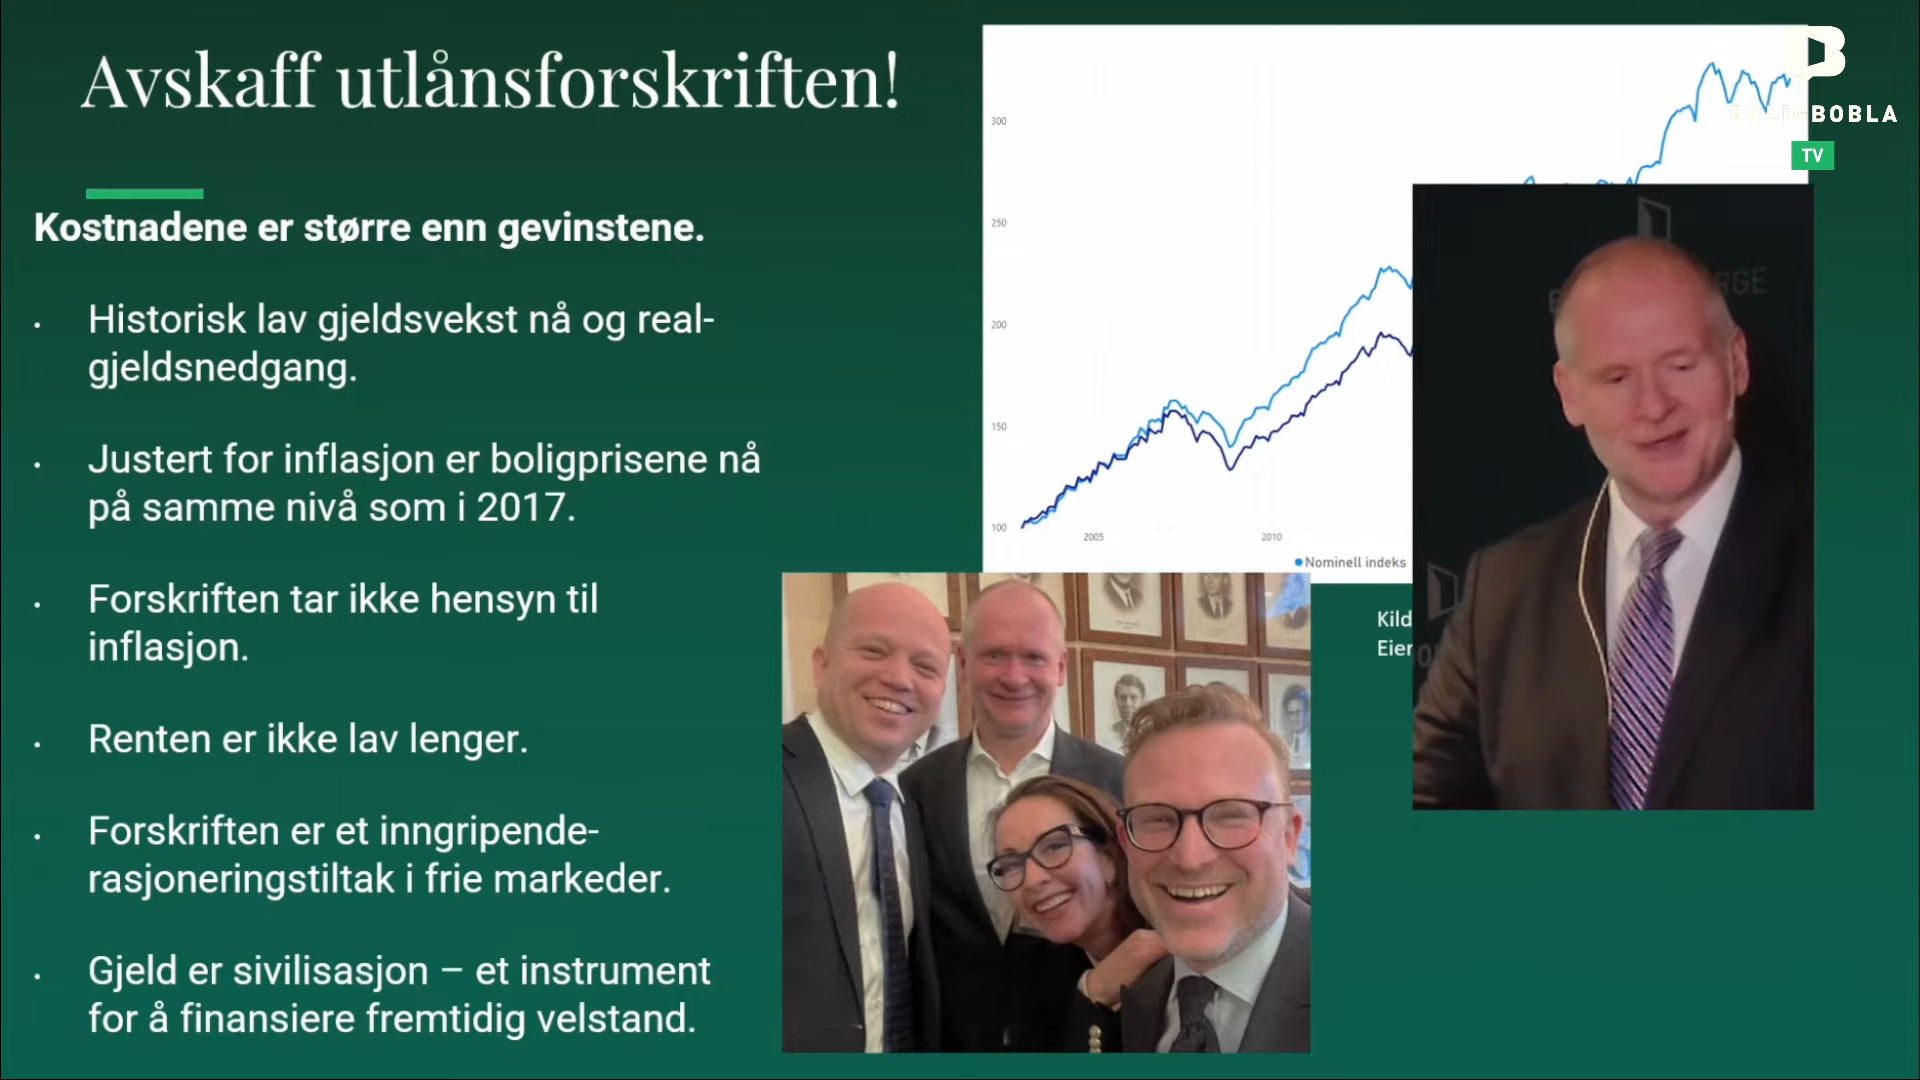 Avskaff utlånsforskriften!
Kostnadene er større enn gevinstene.
• Historisk lav gjeldsvekst nå og real-
gjeldsnedgang.
• Justert for inflasjon er boligprisene nå
på samme nivå som i 2017.
• Forskriften tar ikke hensyn til
inflasjon.
• Renten er ikke lav lenger.
• Forskriften er et inngripende-
rasjoneringstiltak i frie markeder.
• Gjeld er sivilisasjon – et instrument
for å finansiere fremtidig velstand.
300
250
200
150
100
2005
2010
Nominell indeks
Kild
Eier
BOBLA
TV
RGE